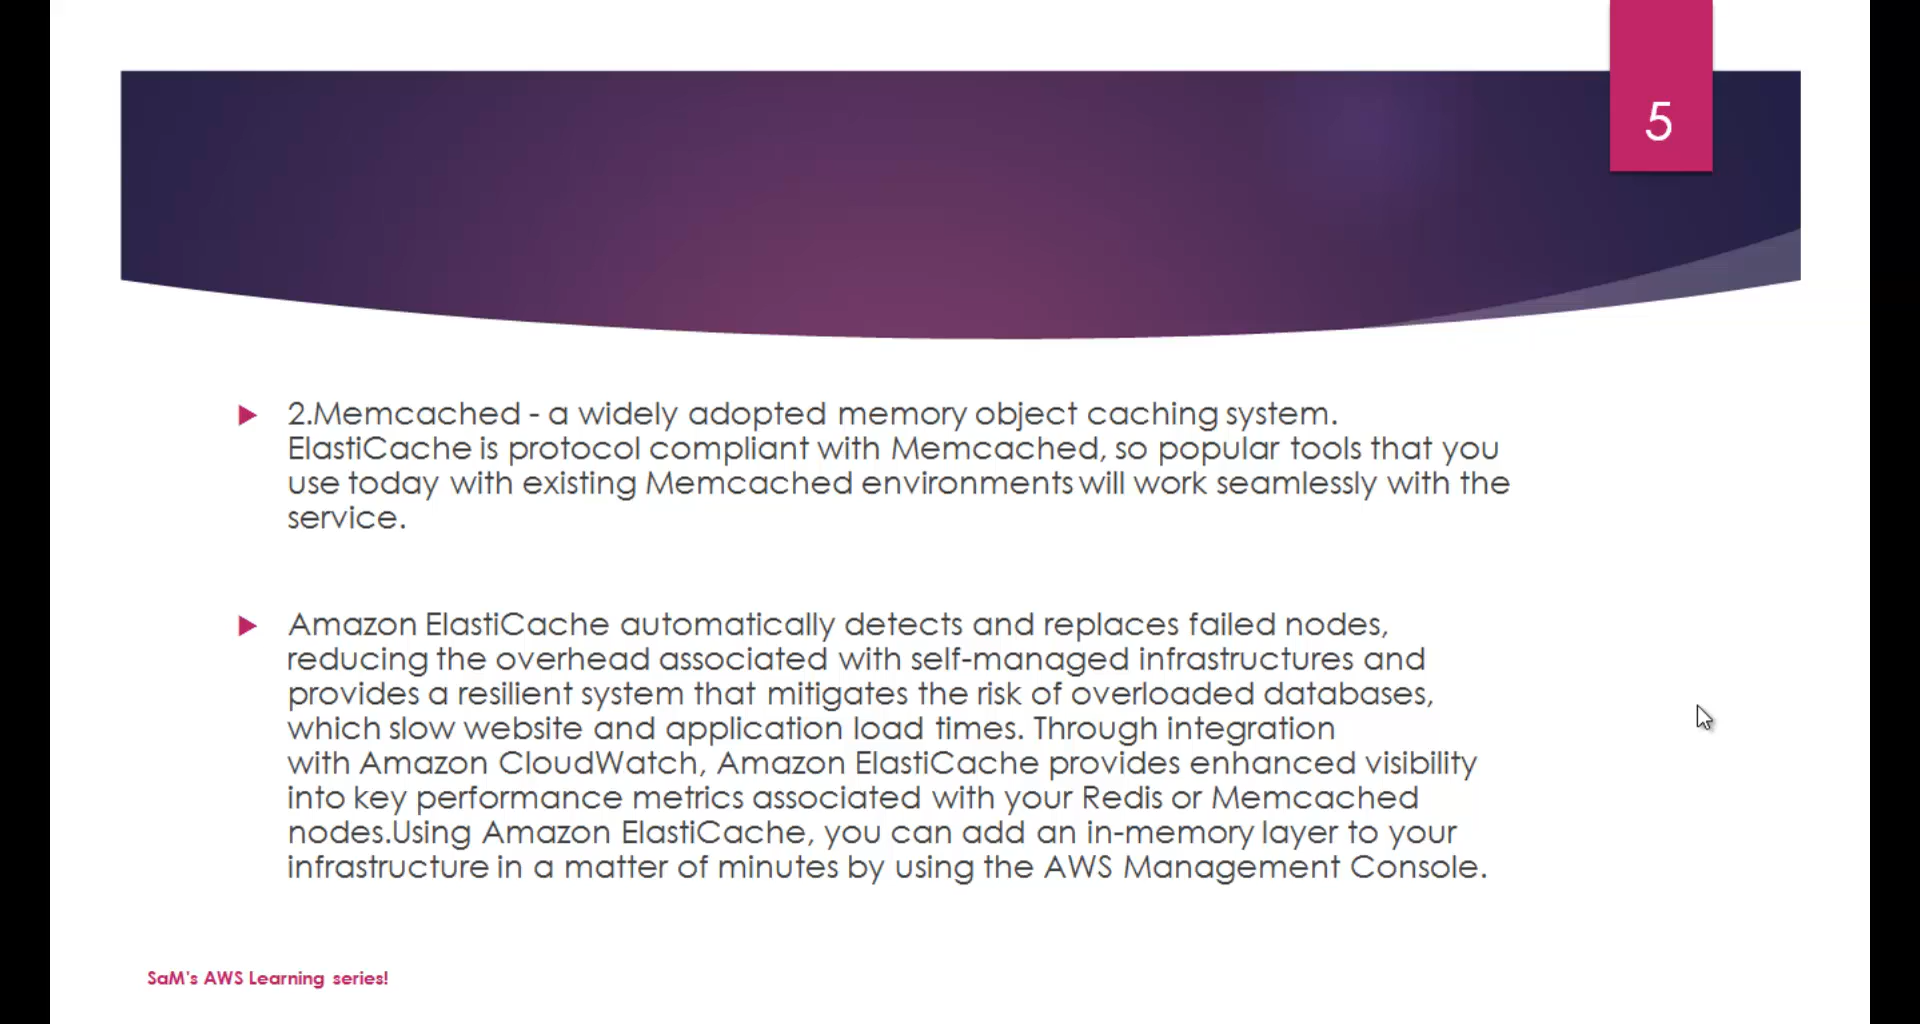 5
2.Memcached - a widely adopted memory object caching system.
ElastiCache is protocol compliant with Memcached, so popular tools that you
use today with existing Memcached environments will work seamlessly with the
service.
Amazon ElastiCache automatically detects and replaces failed nodes,
reducing the overhead associated with self-managed infrastructures and
provides a resilient system that mitigates the risk of overloaded databases,
which slow website and application load times. Through integration
with Amazon CloudWatch, Amazon ElastiCache provides enhanced visibility
into key performance metrics associated with your Redis or Memcached
nodes.Using Amazon ElastiCache, you can add an in-memory layer to your
infrastructure in a matter of minutes by using the AWS Management Console.
SaM's AWS Learning series!